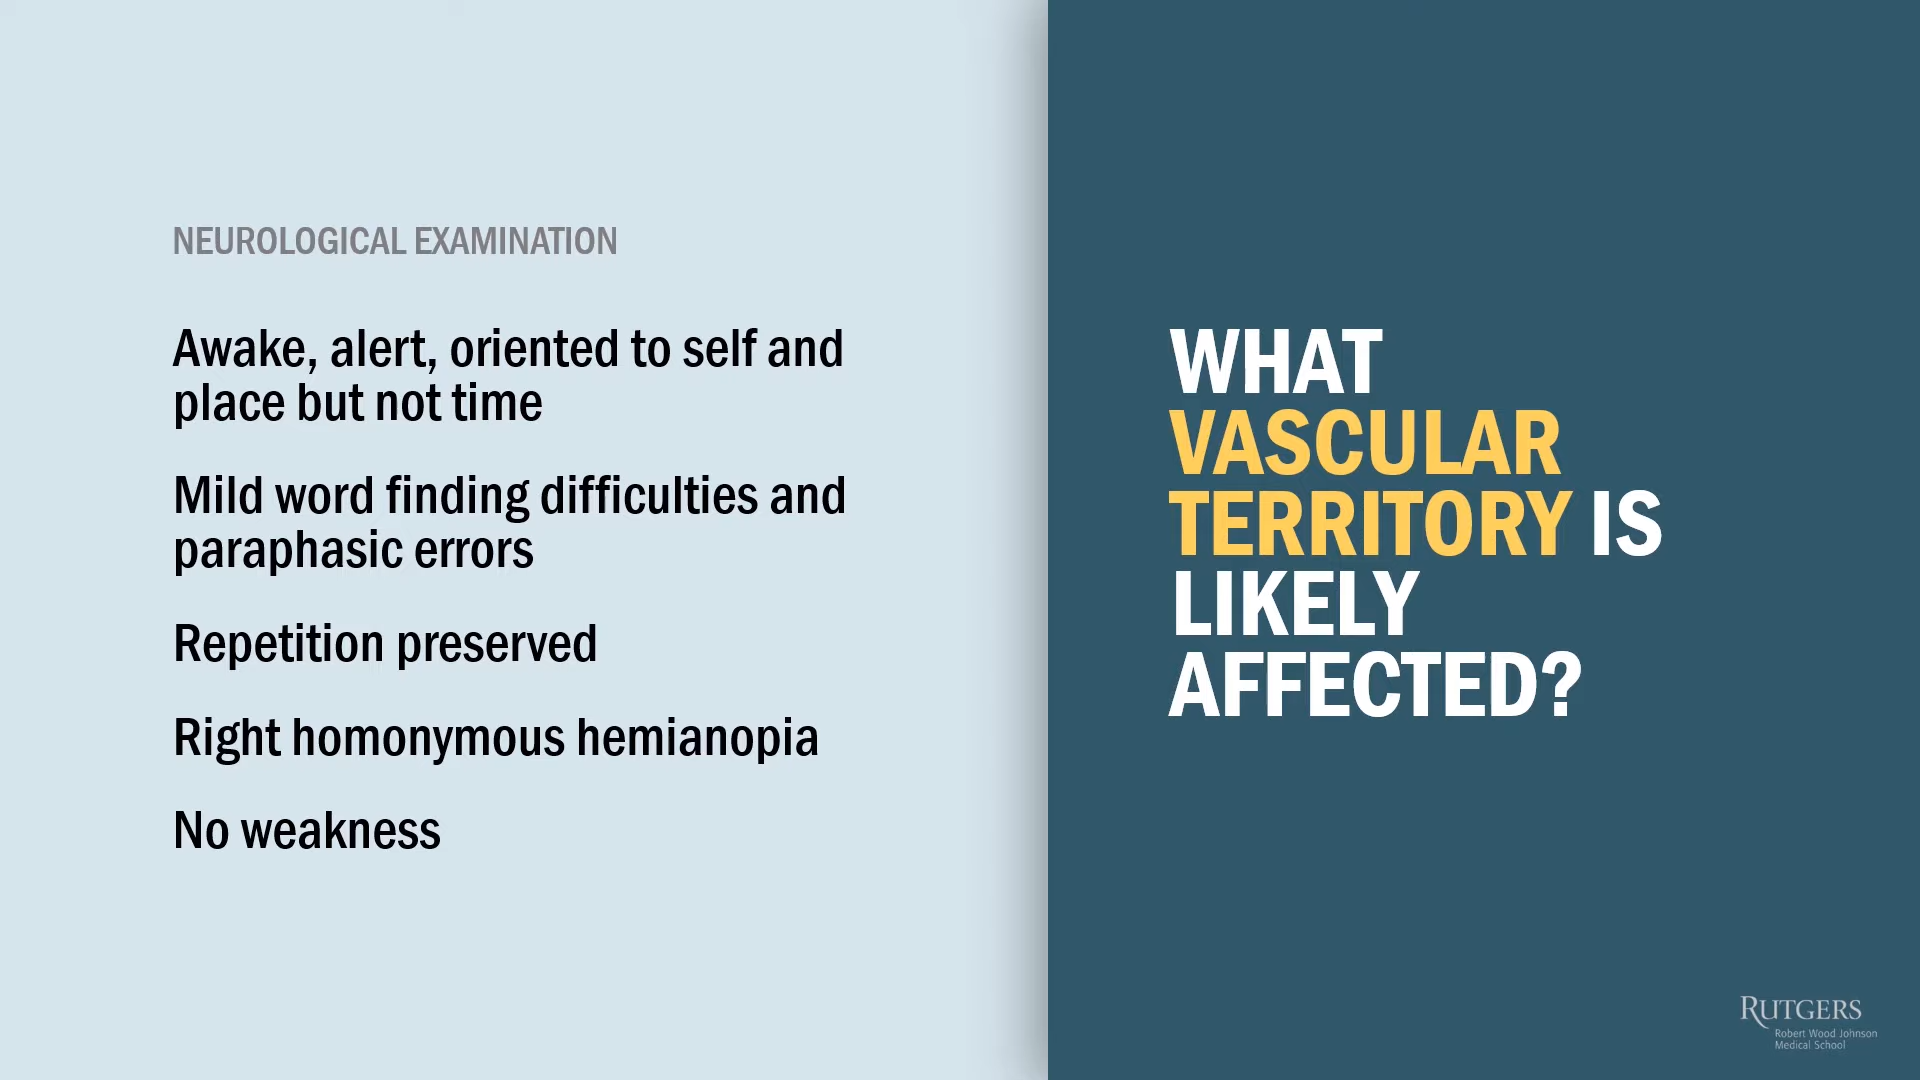 NEUROLOGICAL EXAMINATION
Awake, alert, oriented to self and
place but not time
Mild word finding difficulties and
paraphasic errors
Repetition preserved
Right homonymous hemianopia
No weakness
WHAT
VASCULAR
TERRITORY IS
LIKELY
AFFECTED?
RUTGERS
Robert Wood Johnson
Medical School